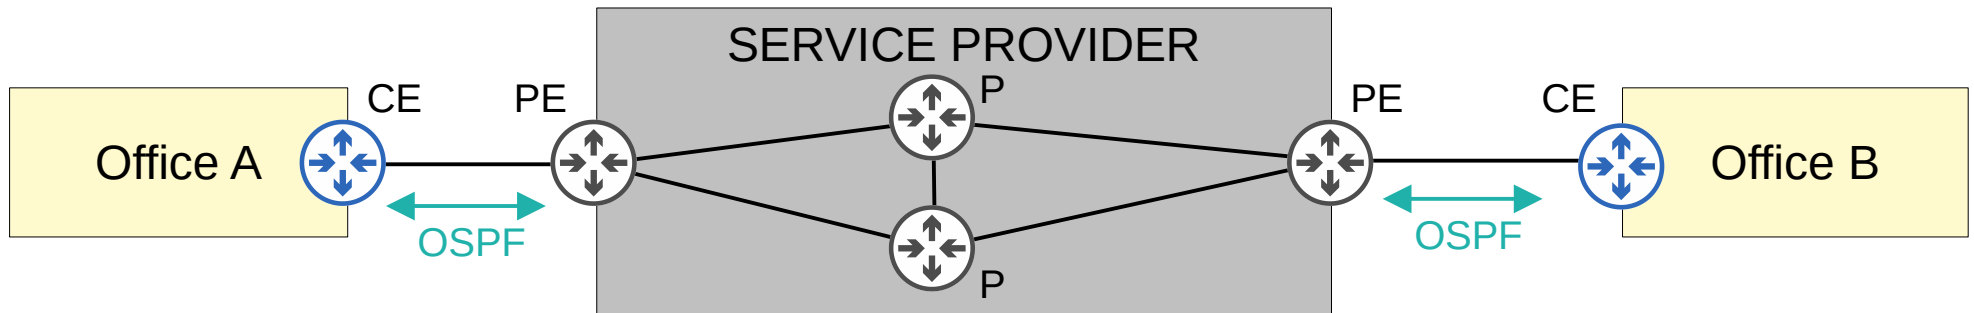 SERVICE PROVIDER
P
CE
PE
PE
CE
Office A
Office B
OSPF
OSPF
P